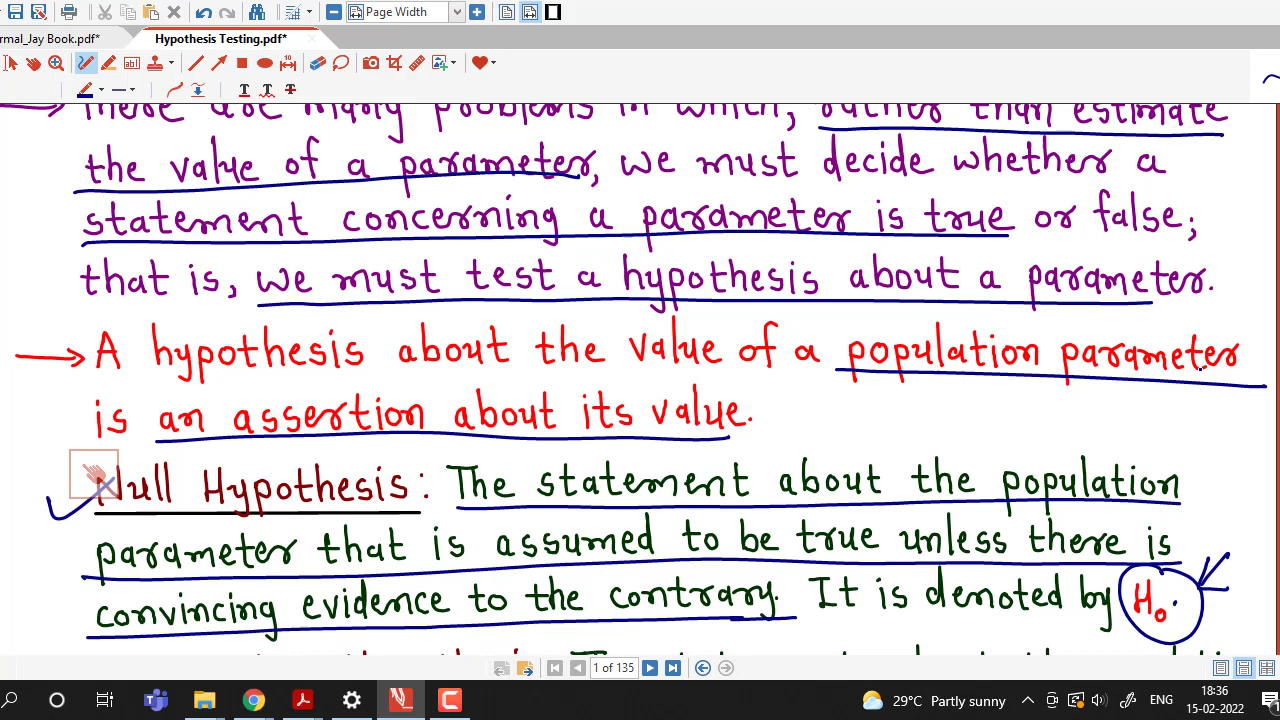 Page Width
rmal_Jay Book.pdf*
Hypothesis Testing.pdf*
There are many problems in which, rather than estimate
the value of a parameter, we must decide whether a
statement concerning a parameter is true or false;
that is, we must test a hypothesis about a parameter.
A hypothesis about the value of a population parameter
is an assertion about its value.
Null Hypothesis: The statement about the population
parameter that is assumed to be true unless there is
convincing evidence to the contrary. It is denoted by H₀.
1 of 135
29°C Partly sunny
ENG
18:36
15-02-2022